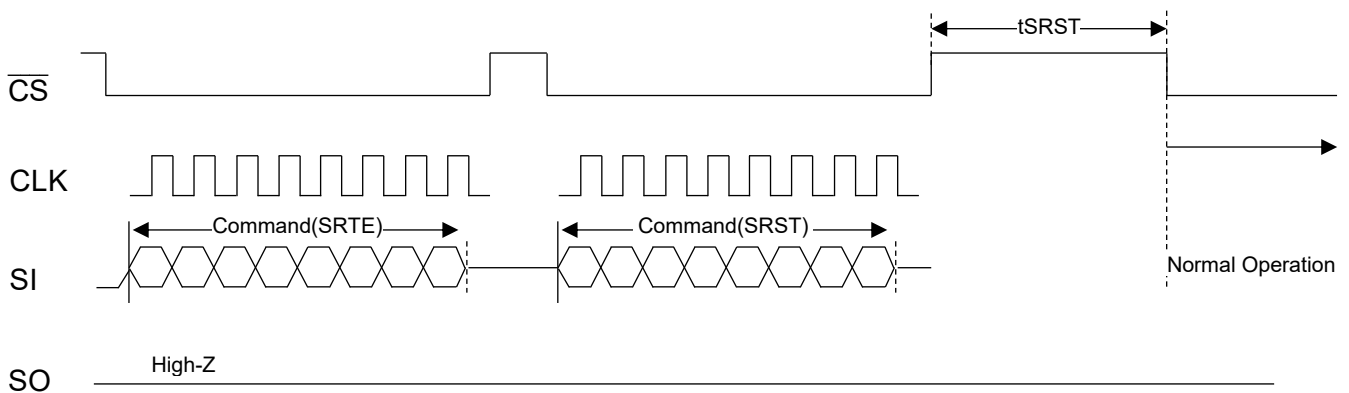 tSRST
CS
CLK
Command(SRTE)
Command(SRST)
SI
Normal Operation
High-Z
SO